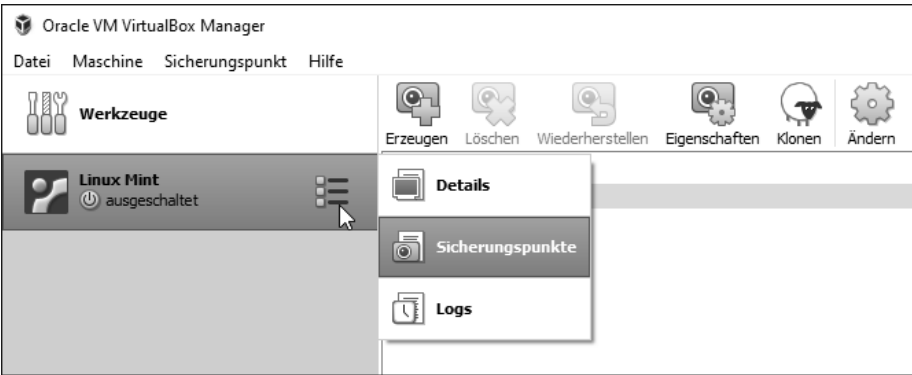 Oracle VM VirtualBox Manager
Datei Maschine Sicherungspunkt Hilfe
Werkzeuge
Erzeugen Löschen Wiederherstellen Eigenschaften Klonen Ändern
Linux Mint
ausgeschaltet
Details
Sicherungspunkte
Logs